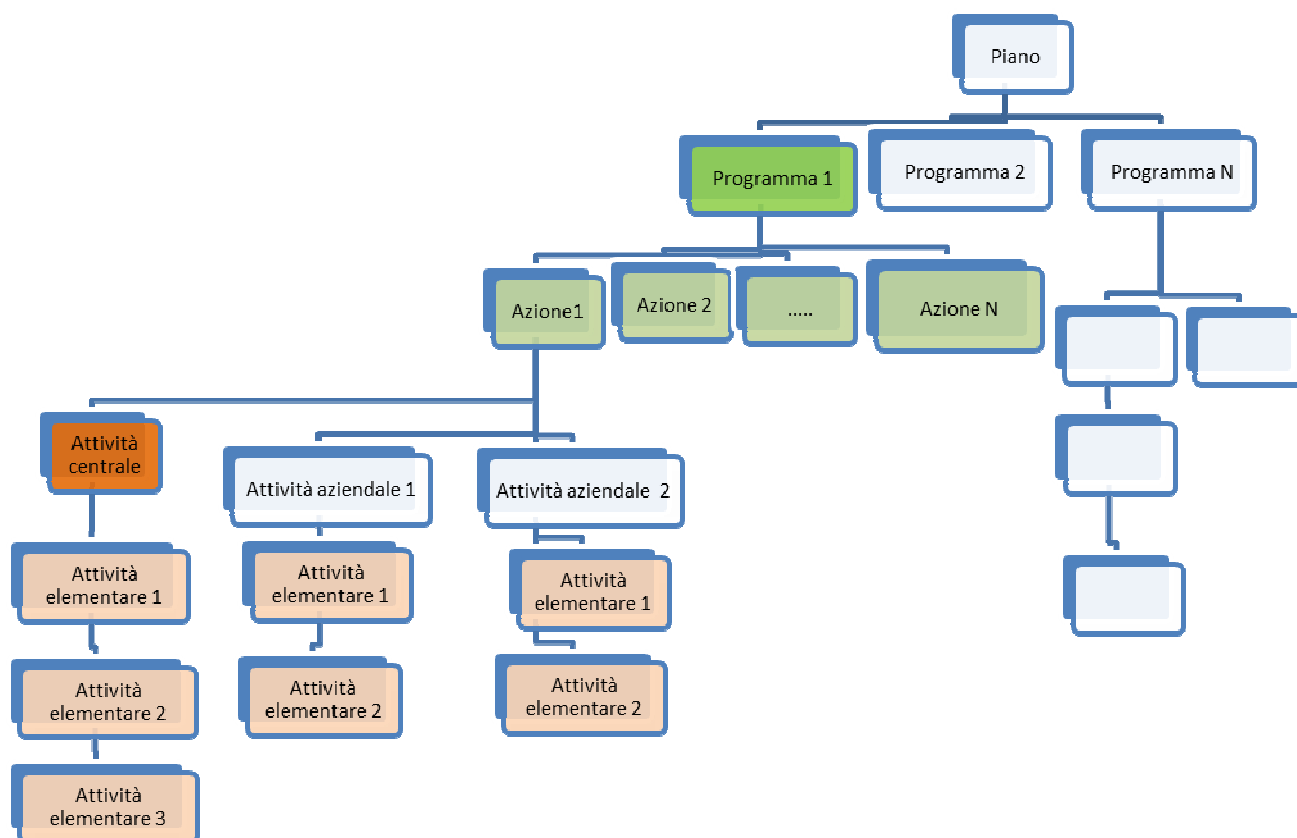 Piano
Programma 1
Programma 2
Programma N
Azione1
Azione 2
.....
Azione N
Attività
centrale
Attività aziendale 1
Attività aziendale  2
Attività
elementare 1
Attività
elementare 1
Attività
elementare 1
Attività
elementare 2
Attività
elementare 2
Attività
elementare 2
Attività
elementare 3